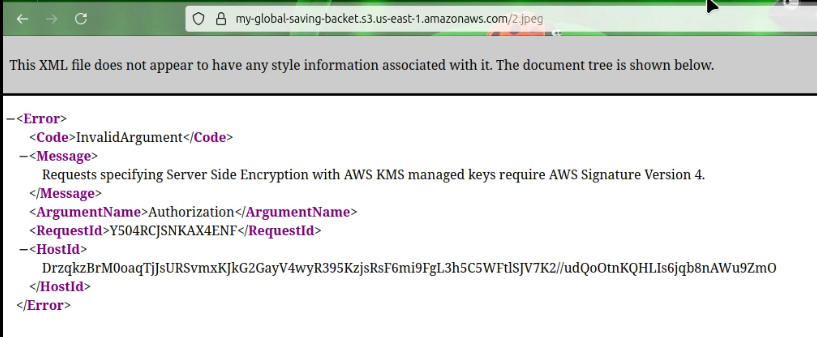 my-global-saving-backet.s3.us-east-1.amazonaws.com/2.jpeg
This XML file does not appear to have any style information associated with it. The document tree is shown below.
−<Error>
<Code>InvalidArgument</Code>
−<Message>
Requests specifying Server Side Encryption with AWS KMS managed keys require AWS Signature Version 4.
</Message>
<ArgumentName>Authorization</ArgumentName>
<RequestId>Y504RCJSNKAX4ENF</RequestId>
−<HostId>
DrzqkzBrM0oaqTjJsURSvmxKJkG2GayV4wyR395KzjsRsF6mi9FgL3h5C5WFtlSJV7K2//udQoOtnKQHLIs6jqb8nAWu9ZmO
</HostId>
</Error>